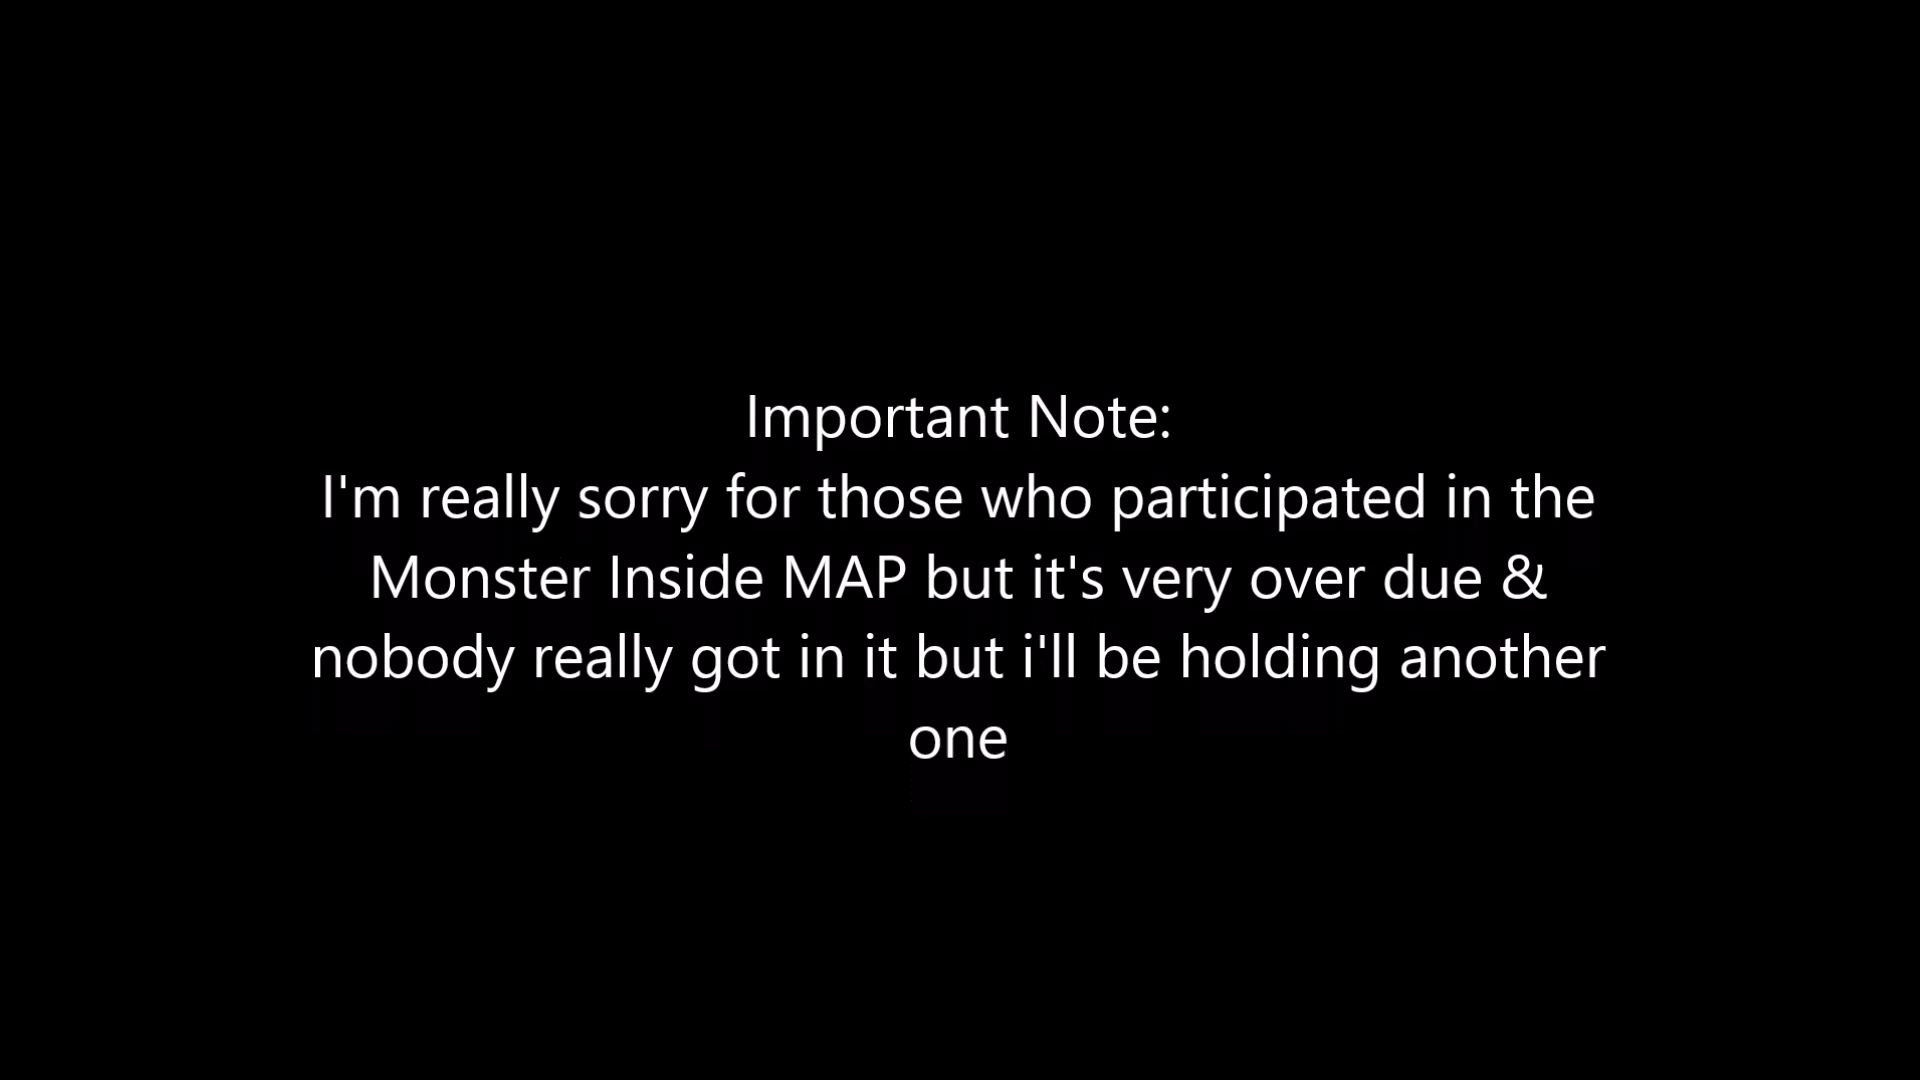 Important Note:
I'm really sorry for those who participated in the
Monster Inside MAP but it's very over due &
nobody really got in it but i'll be holding another
one